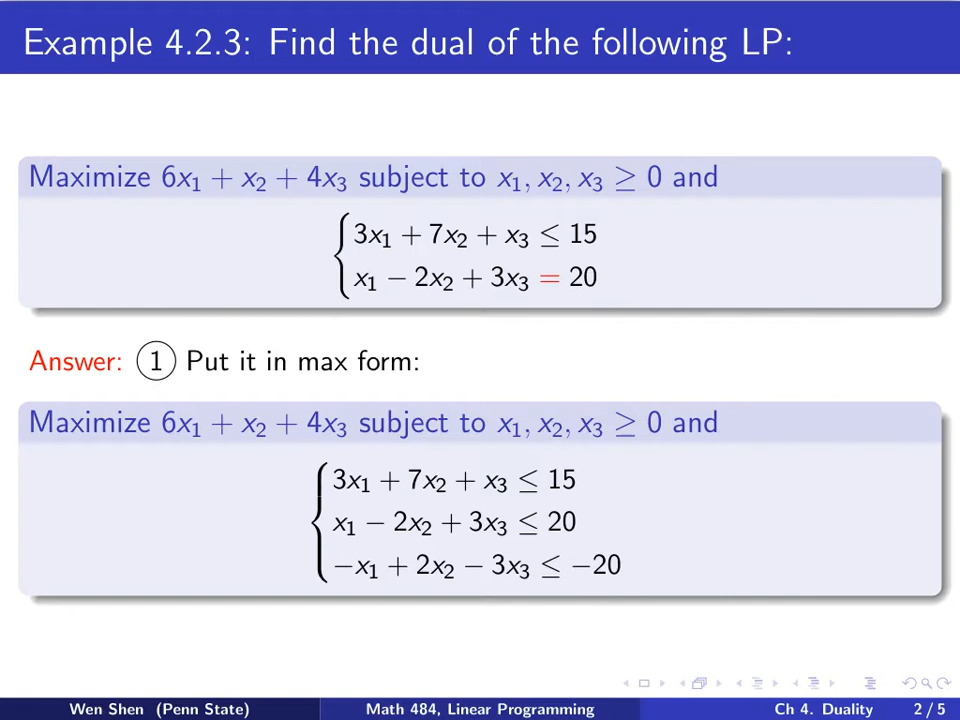 Example 4.2.3: Find the dual of the following LP:
Maximize 6x₁ + x₂ + 4x₃ subject to x₁, x₂, x₃ ≥ 0 and
3x₁ + 7x₂ + x₃ ≤ 15
x₁ − 2x₂ + 3x₃ = 20
Answer: ① Put it in max form:
Maximize 6x₁ + x₂ + 4x₃ subject to x₁, x₂, x₃ ≥ 0 and
3x₁ + 7x₂ + x₃ ≤ 15
x₁ − 2x₂ + 3x₃ ≤ 20
−x₁ + 2x₂ − 3x₃ ≤ −20
Wen Shen (Penn State) Math 484, Linear Programming Ch 4. Duality 2 / 5